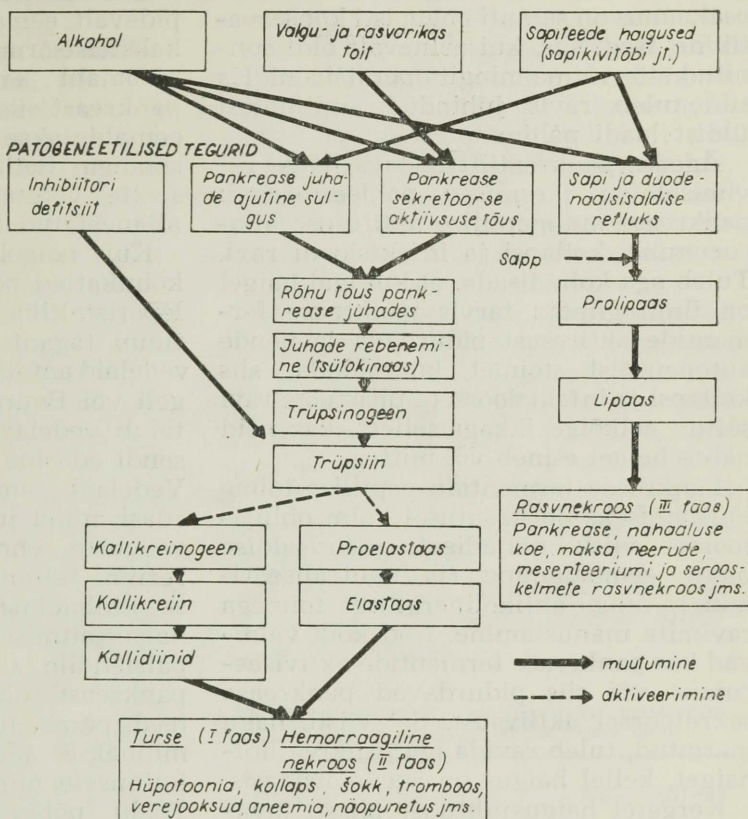 Alkohol
Valgu- ja rasvarikas
toit
Sapiteede haigused
(sapikivitõbi jt.)
PATOGENEETILISED TEGURID
Inhibiitori
defitsiit
Pankrease juha-
de ajutine sul-
gus
Pankrease
sekretoorse
aktiivsuse tõus
Sapi ja duode-
naalsisaldise
refluks
Sapp
Rõhu tõus pank-
rease juhades
Prolipaas
Juhade rebenemi-
ne (tsütokinaas)
Trüpsinogeen
Lipaas
Trüpsiin
Kallikreinogeen
Proelastaas
Kallikreiin
Elastaas
Kallidiinid
Rasvnekroos (III faas)
Pankrease, nahaaluse
koe, maksa, neerude,
mesenteeriumi ja seroos-
kelmete rasvnekroos jms.
muutumine
aktiveerimine
Turse (I faas) Hemorraagiline
nekroos (II faas)
Hüpotoonia, kollaps, šokk, tromboos,
verejooksud, aneemia, näopunetus jms.